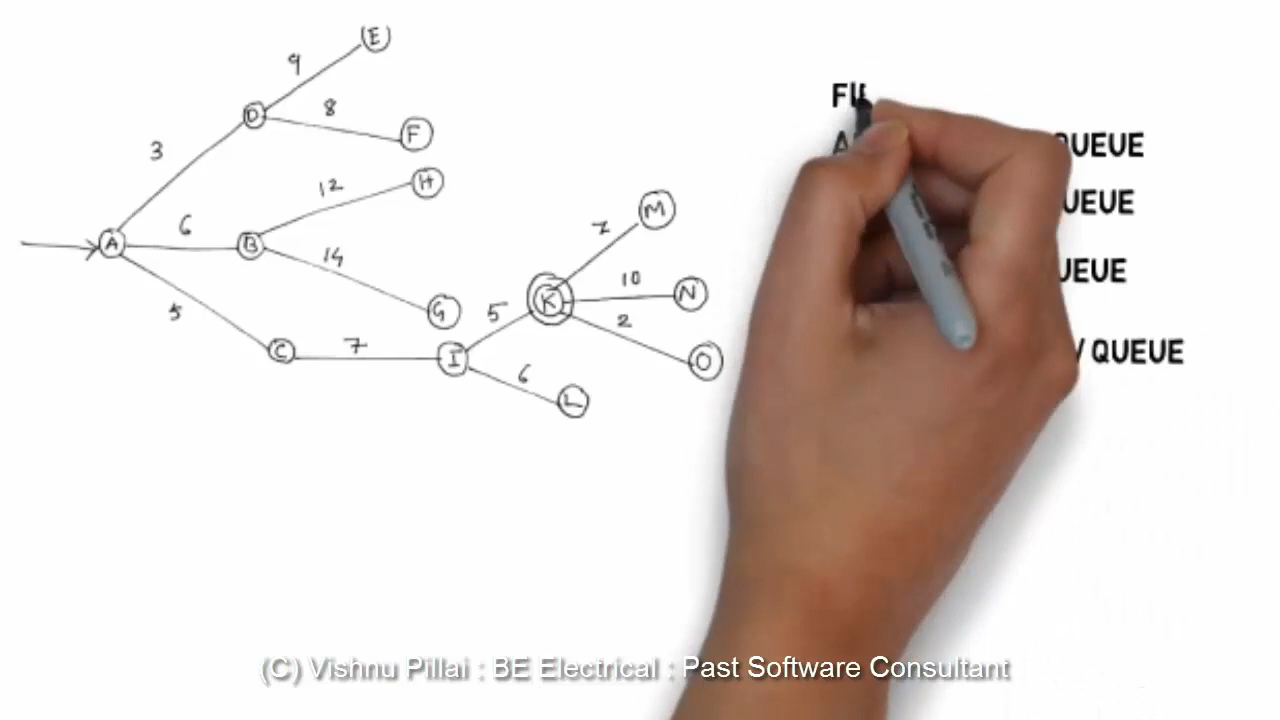 E
9
D
8
F
3
12
H
A
6
B
14
G
5
C
7
I
5
K
7
M
10
N
2
O
6
L
QUEUE
UEUE
UEUE
/ QUEUE
(C) Vishnu Pillai : BE Electrical : Past Software Consultant